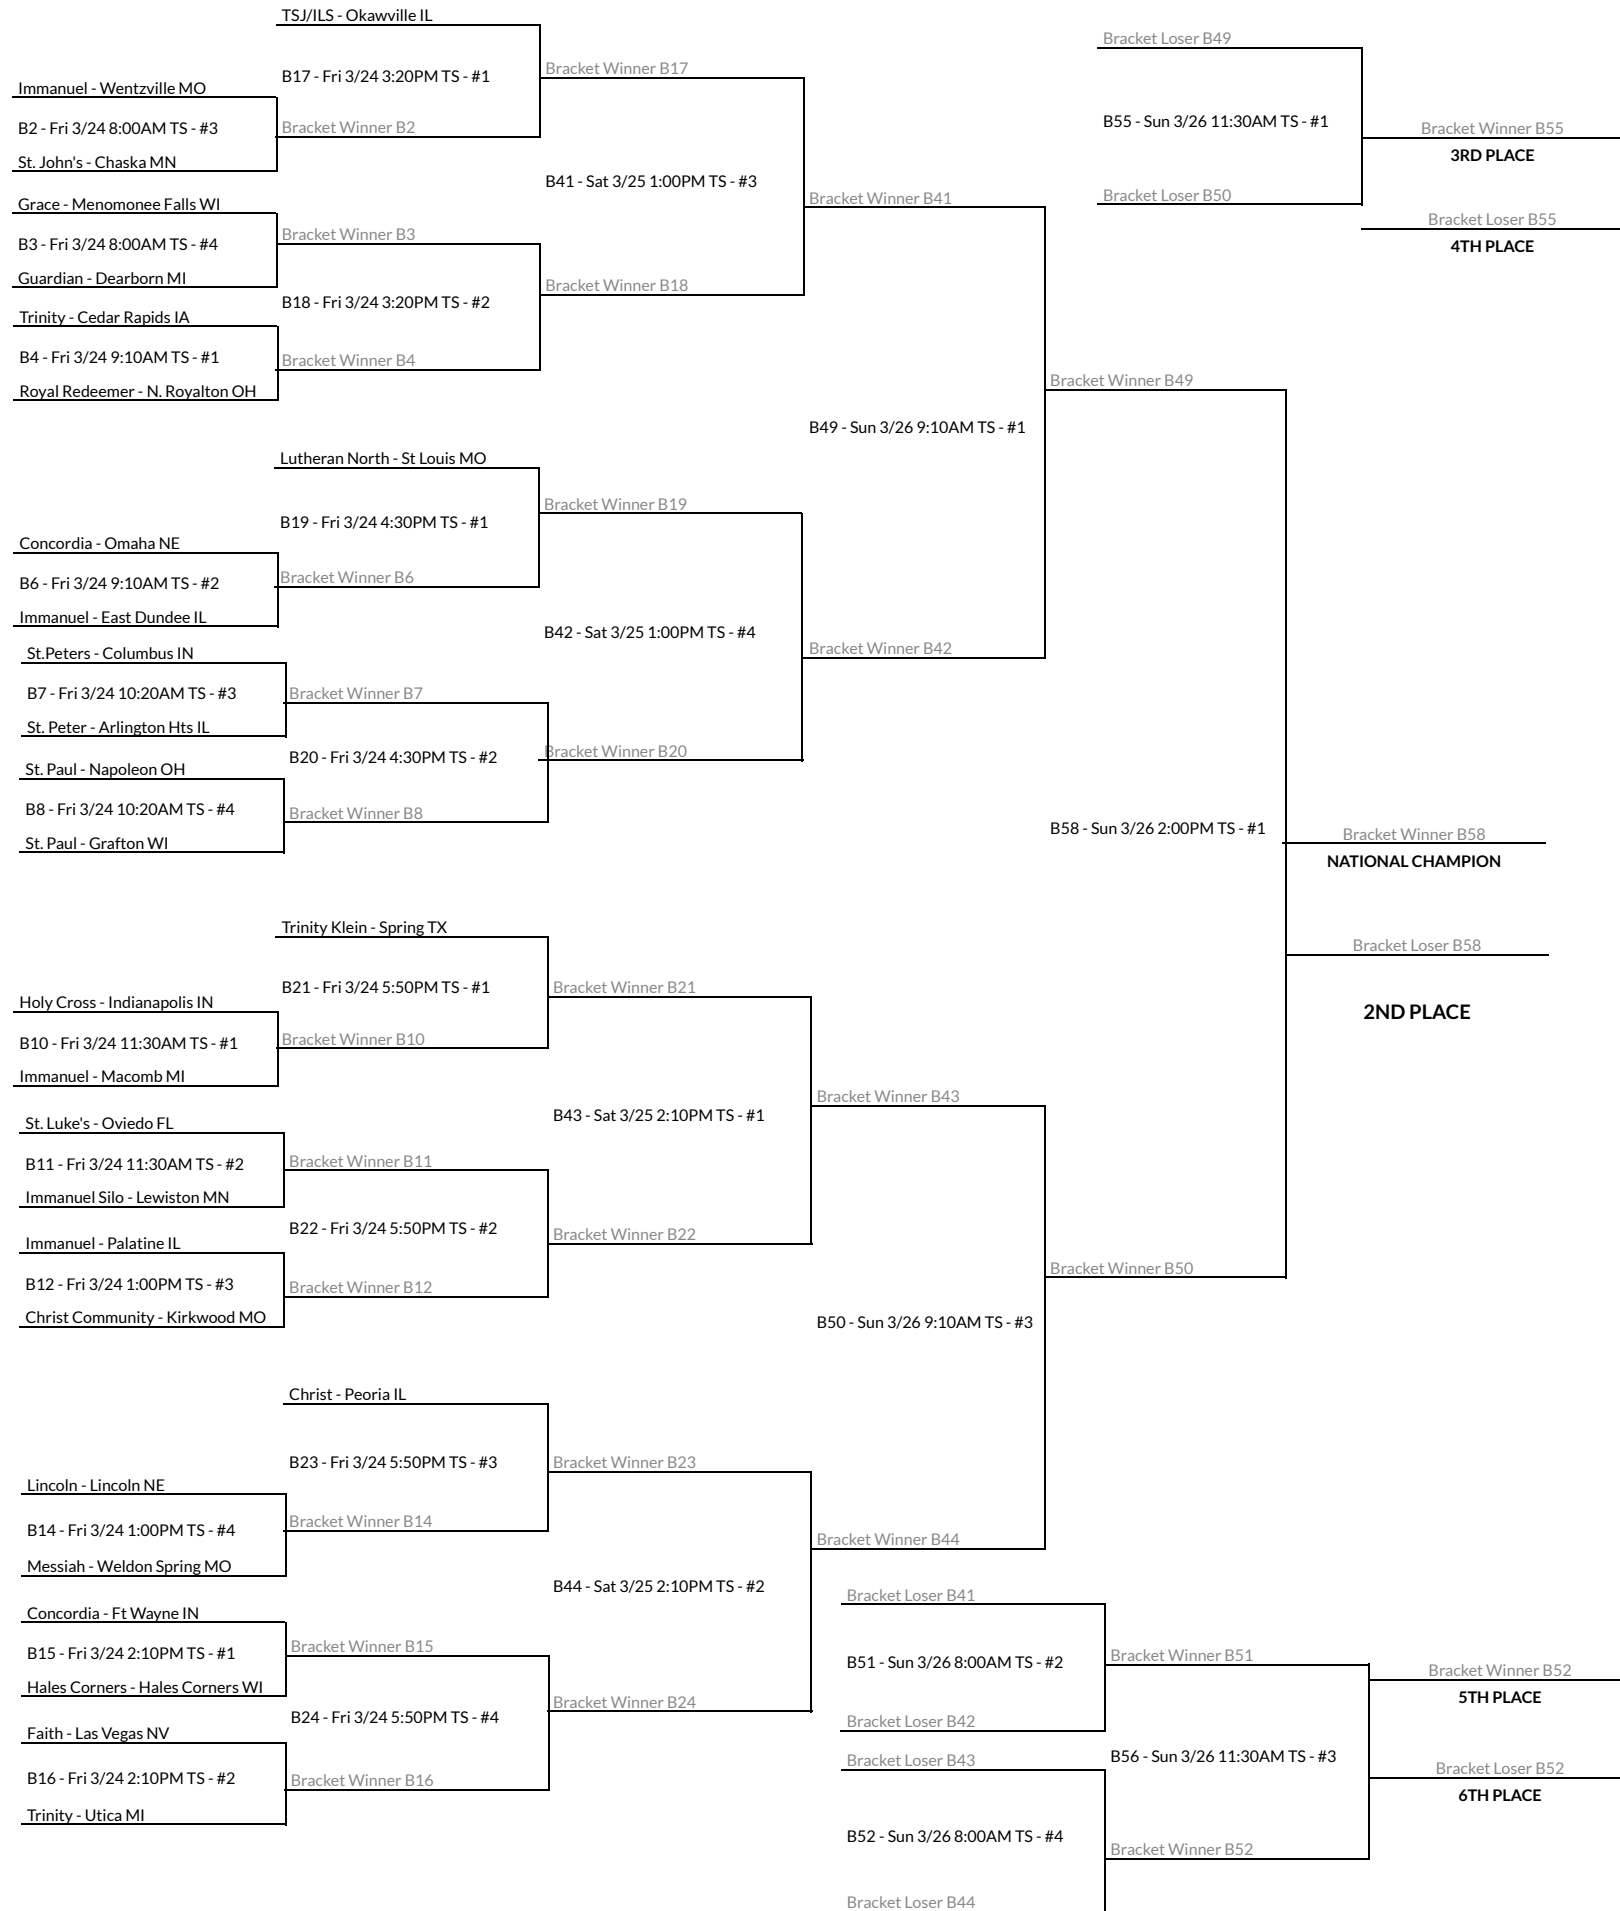 TSJ/ILS - Okawville IL
B17 - Fri 3/24 3:20PM TS - #1
Immanuel - Wentzville MO
B2 - Fri 3/24 8:00AM TS - #3
St. John's - Chaska MN
Bracket Winner B2
Bracket Winner B17
Grace - Menomonee Falls WI
B3 - Fri 3/24 8:00AM TS - #4
Guardian - Dearborn MI
Bracket Winner B3
B18 - Fri 3/24 3:20PM TS - #2
Trinity - Cedar Rapids IA
B4 - Fri 3/24 9:10AM TS - #1
Royal Redeemer - N. Royalton OH
Bracket Winner B4
B41 - Sat 3/25 1:00PM TS - #3
Bracket Winner B18
Bracket Winner B41
Lutheran North - St Louis MO
B19 - Fri 3/24 4:30PM TS - #1
Concordia - Omaha NE
B6 - Fri 3/24 9:10AM TS - #2
Immanuel - East Dundee IL
Bracket Winner B6
Bracket Winner B19
St.Peters - Columbus IN
B7 - Fri 3/24 10:20AM TS - #3
St. Peter - Arlington Hts IL
Bracket Winner B7
B20 - Fri 3/24 4:30PM TS - #2
St. Paul - Napoleon OH
B8 - Fri 3/24 10:20AM TS - #4
St. Paul - Grafton WI
Bracket Winner B8
B42 - Sat 3/25 1:00PM TS - #4
Bracket Winner B20
Bracket Winner B42
B49 - Sun 3/26 9:10AM TS - #1
Bracket Winner B49
Bracket Loser B49
B55 - Sun 3/26 11:30AM TS - #1
Bracket Loser B50
Bracket Winner B55
3RD PLACE
Bracket Loser B55
4TH PLACE
B58 - Sun 3/26 2:00PM TS - #1
Bracket Winner B58
NATIONAL CHAMPION
Bracket Loser B58
2ND PLACE
Trinity Klein - Spring TX
B21 - Fri 3/24 5:50PM TS - #1
Holy Cross - Indianapolis IN
B10 - Fri 3/24 11:30AM TS - #1
Immanuel - Macomb MI
Bracket Winner B10
Bracket Winner B21
St. Luke's - Oviedo FL
B11 - Fri 3/24 11:30AM TS - #2
Immanuel Silo - Lewiston MN
Bracket Winner B11
B22 - Fri 3/24 5:50PM TS - #2
Immanuel - Palatine IL
B12 - Fri 3/24 1:00PM TS - #3
Christ Community - Kirkwood MO
Bracket Winner B12
B43 - Sat 3/25 2:10PM TS - #1
Bracket Winner B22
Bracket Winner B43
B50 - Sun 3/26 9:10AM TS - #3
Bracket Winner B50
Christ - Peoria IL
B23 - Fri 3/24 5:50PM TS - #3
Lincoln - Lincoln NE
B14 - Fri 3/24 1:00PM TS - #4
Messiah - Weldon Spring MO
Bracket Winner B14
Bracket Winner B23
Concordia - Ft Wayne IN
B15 - Fri 3/24 2:10PM TS - #1
Hales Corners - Hales Corners WI
Bracket Winner B15
B24 - Fri 3/24 5:50PM TS - #4
Faith - Las Vegas NV
B16 - Fri 3/24 2:10PM TS - #2
Trinity - Utica MI
Bracket Winner B16
B44 - Sat 3/25 2:10PM TS - #2
Bracket Winner B24
Bracket Winner B44
Bracket Loser B41
B51 - Sun 3/26 8:00AM TS - #2
Bracket Loser B42
Bracket Winner B51
Bracket Loser B43
B52 - Sun 3/26 8:00AM TS - #4
Bracket Loser B44
Bracket Winner B52
B56 - Sun 3/26 11:30AM TS - #3
Bracket Winner B52
5TH PLACE
Bracket Loser B52
6TH PLACE